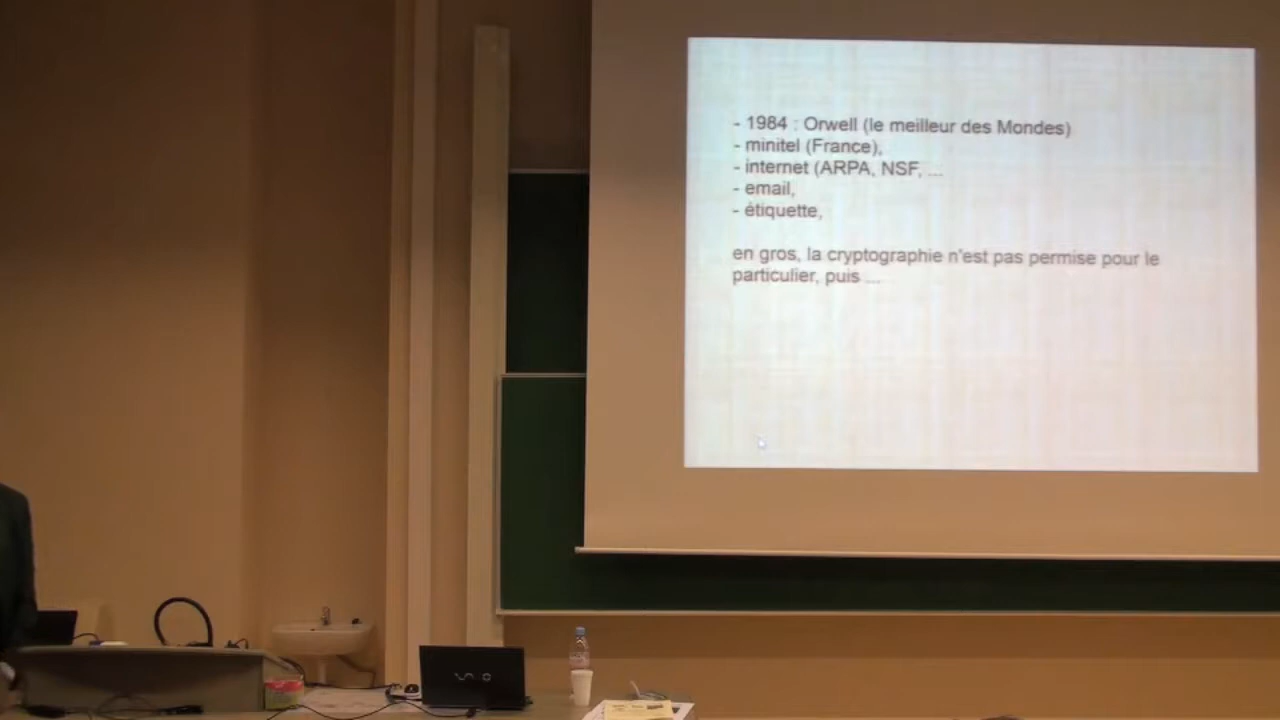 - 1984 : Orwell (le meilleur des Mondes)
- minitel (France),
- internet (ARPA, NSF, ...
- email,
- étiquette,
en gros, la cryptographie n'est pas permise pour le
particulier, puis ...
VAIO